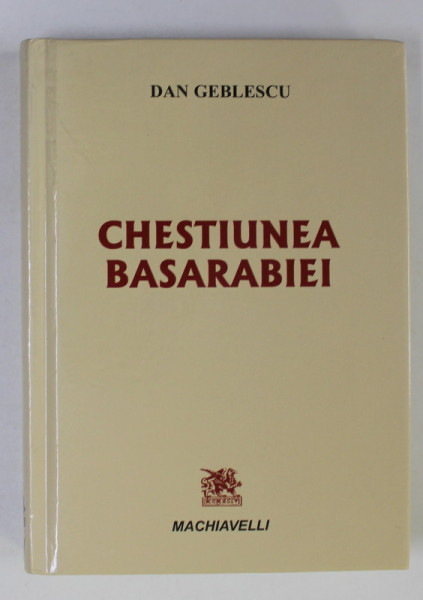 DAN GEBLESCU
CHESTIUNEA
BASARABIEI
MACHIAVELLI